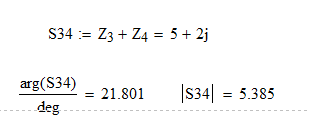 S34 := Z3 + Z4 = 5 + 2j
arg(S34)
deg
= 21.801 |S34| = 5.385